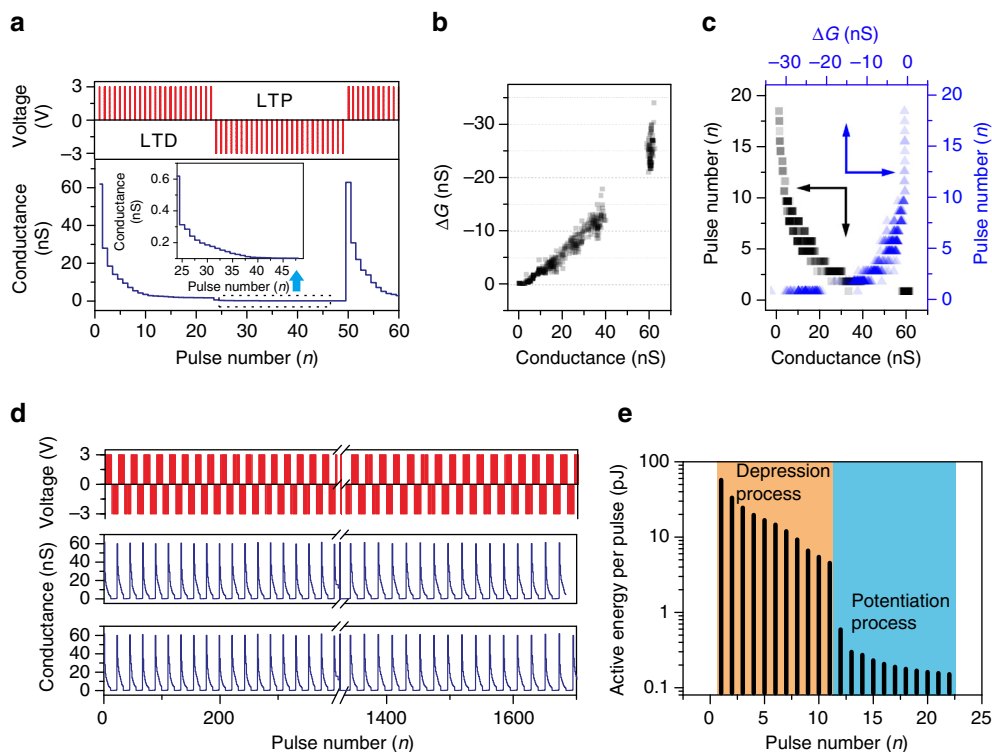 a
Voltage (V)
3
0
−3
LTD
LTP
Conductance (nS)
60
40
20
0
0 10 20 30 40 50 60
Pulse number (n)
Conductance (nS)
0.6
0.4
0.2
25 30 35 40 45
Pulse number (n)
b
ΔG (nS)
−30
−20
−10
0
0 20 40 60
Conductance (nS)
c
ΔG (nS)
−30 −20 −10 0
Pulse number (n)
20
15
10
5
0
0 20 40 60
Conductance (nS)
20
15
10
5
0
Pulse number (n)
d
Voltage (V)
3
0
−3
Conductance (nS)
60
40
20
0
60
40
20
0
0 200 1400 1600
Pulse number (n)
e
Active energy per pulse (pJ)
100
10
1
0.1
Depression
process
Potentiation
process
0 5 10 15 20 25
Pulse number (n)